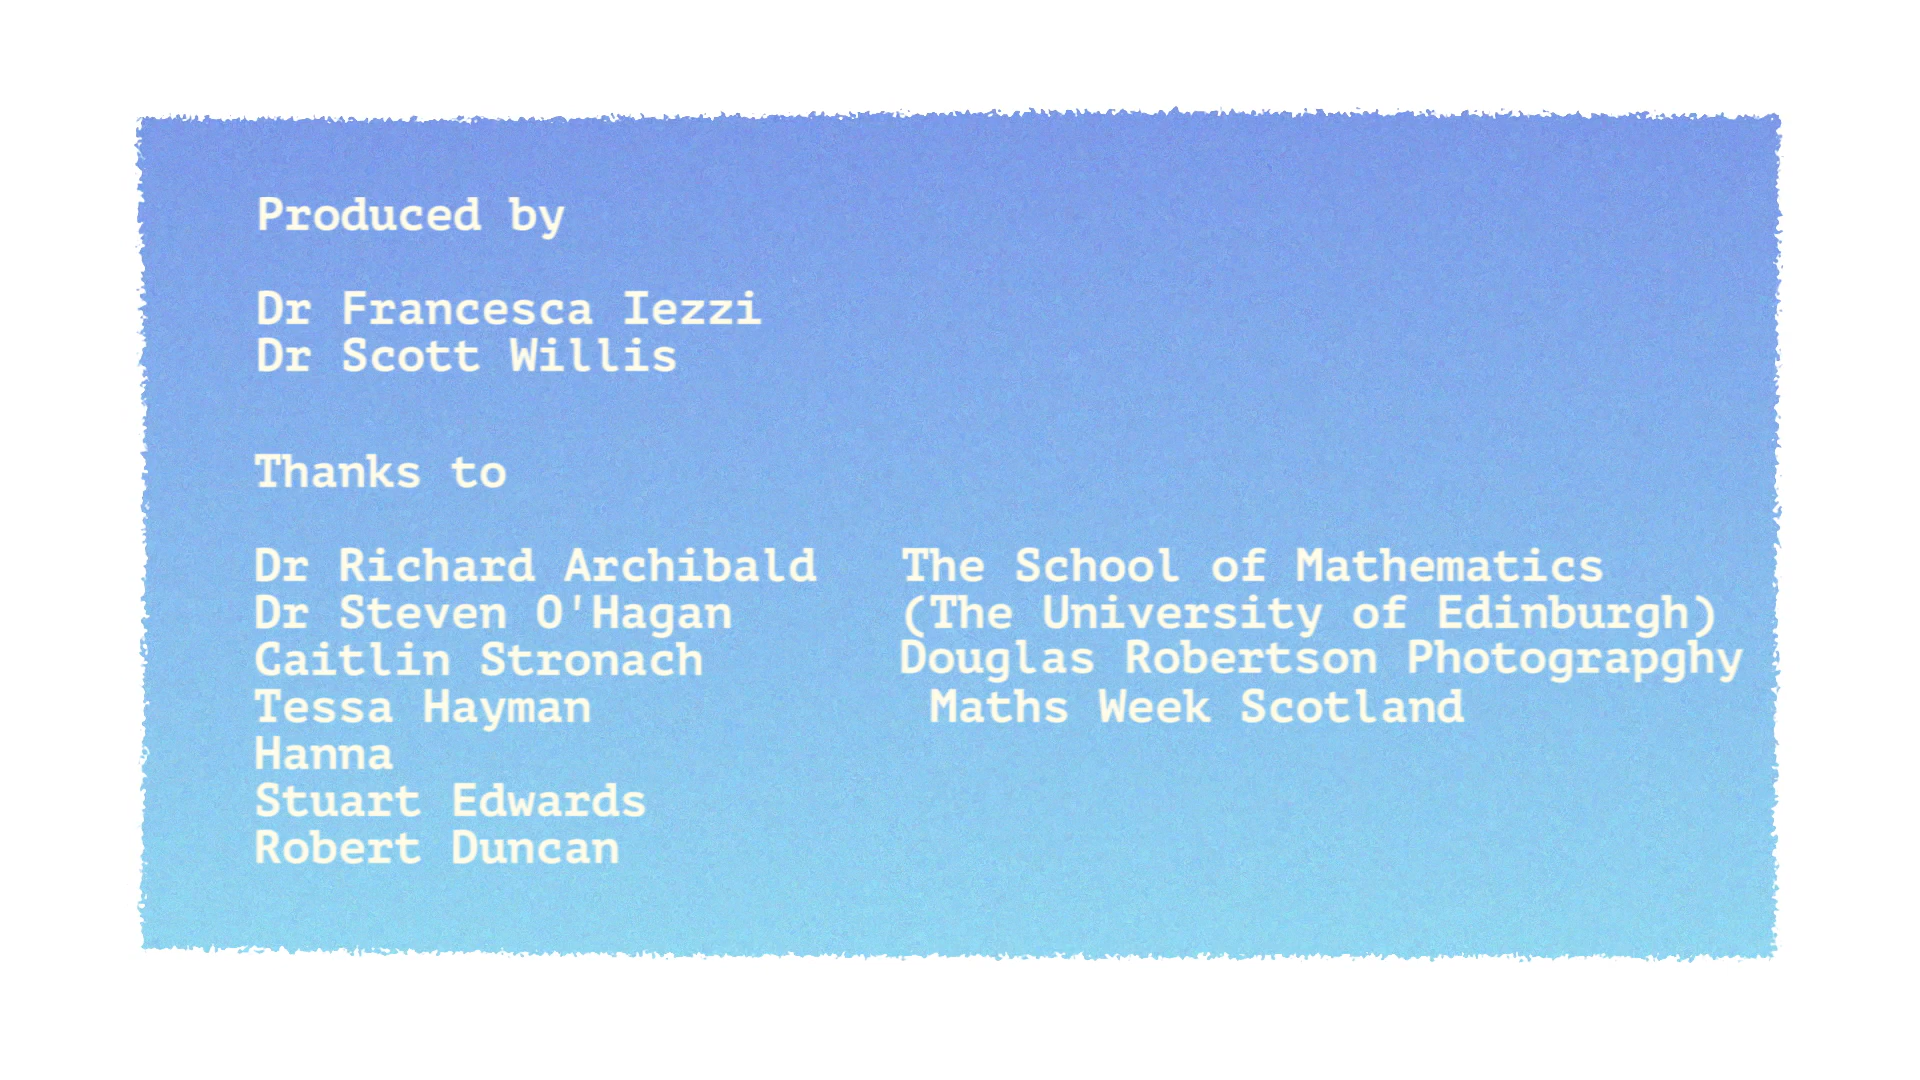 Produced by
Dr Francesca Iezzi
Dr Scott Willis
Thanks to
Dr Richard Archibald
Dr Steven O'Hagan
Caitlin Stronach
Tessa Hayman
Hanna
Stuart Edwards
Robert Duncan
The School of Mathematics
(The University of Edinburgh)
Douglas Robertson Photograpghy
Maths Week Scotland